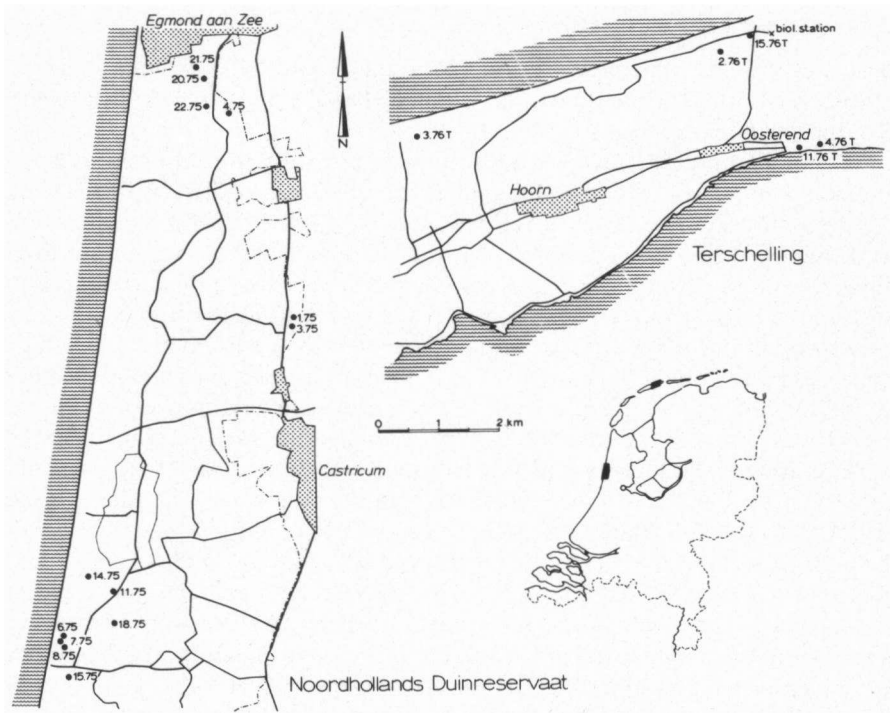 Egmond aan Zee
21.75
20.75
22.75
4.75
N
1.75
3.75
Castricum
14.75
11.75
18.75
6.75
7.75
8.75
15.75
Noordhollands Duinreservaat
biol. station
15.76 T
2.76 T
3.76 T
Oosterend
4.76 T
11.76 T
Hoorn
Terschelling
0 1 2 km